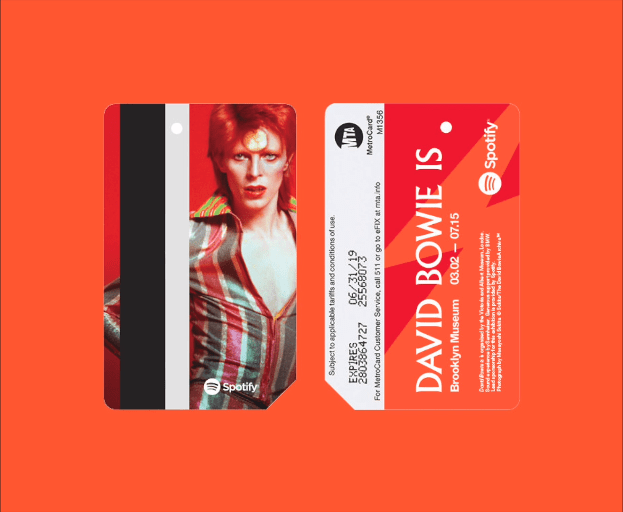 Spotify
Subject to applicable tariffs and conditions of use.
EXPIRES 06/31/19
2803864727 25568073
For MetroCard Customer Service, call 511 or go to eFIX at mta.info
MTA
MetroCard®
M1356
DAVID BOWIE IS
Brooklyn Museum 03.02 – 07.15
Spotify®